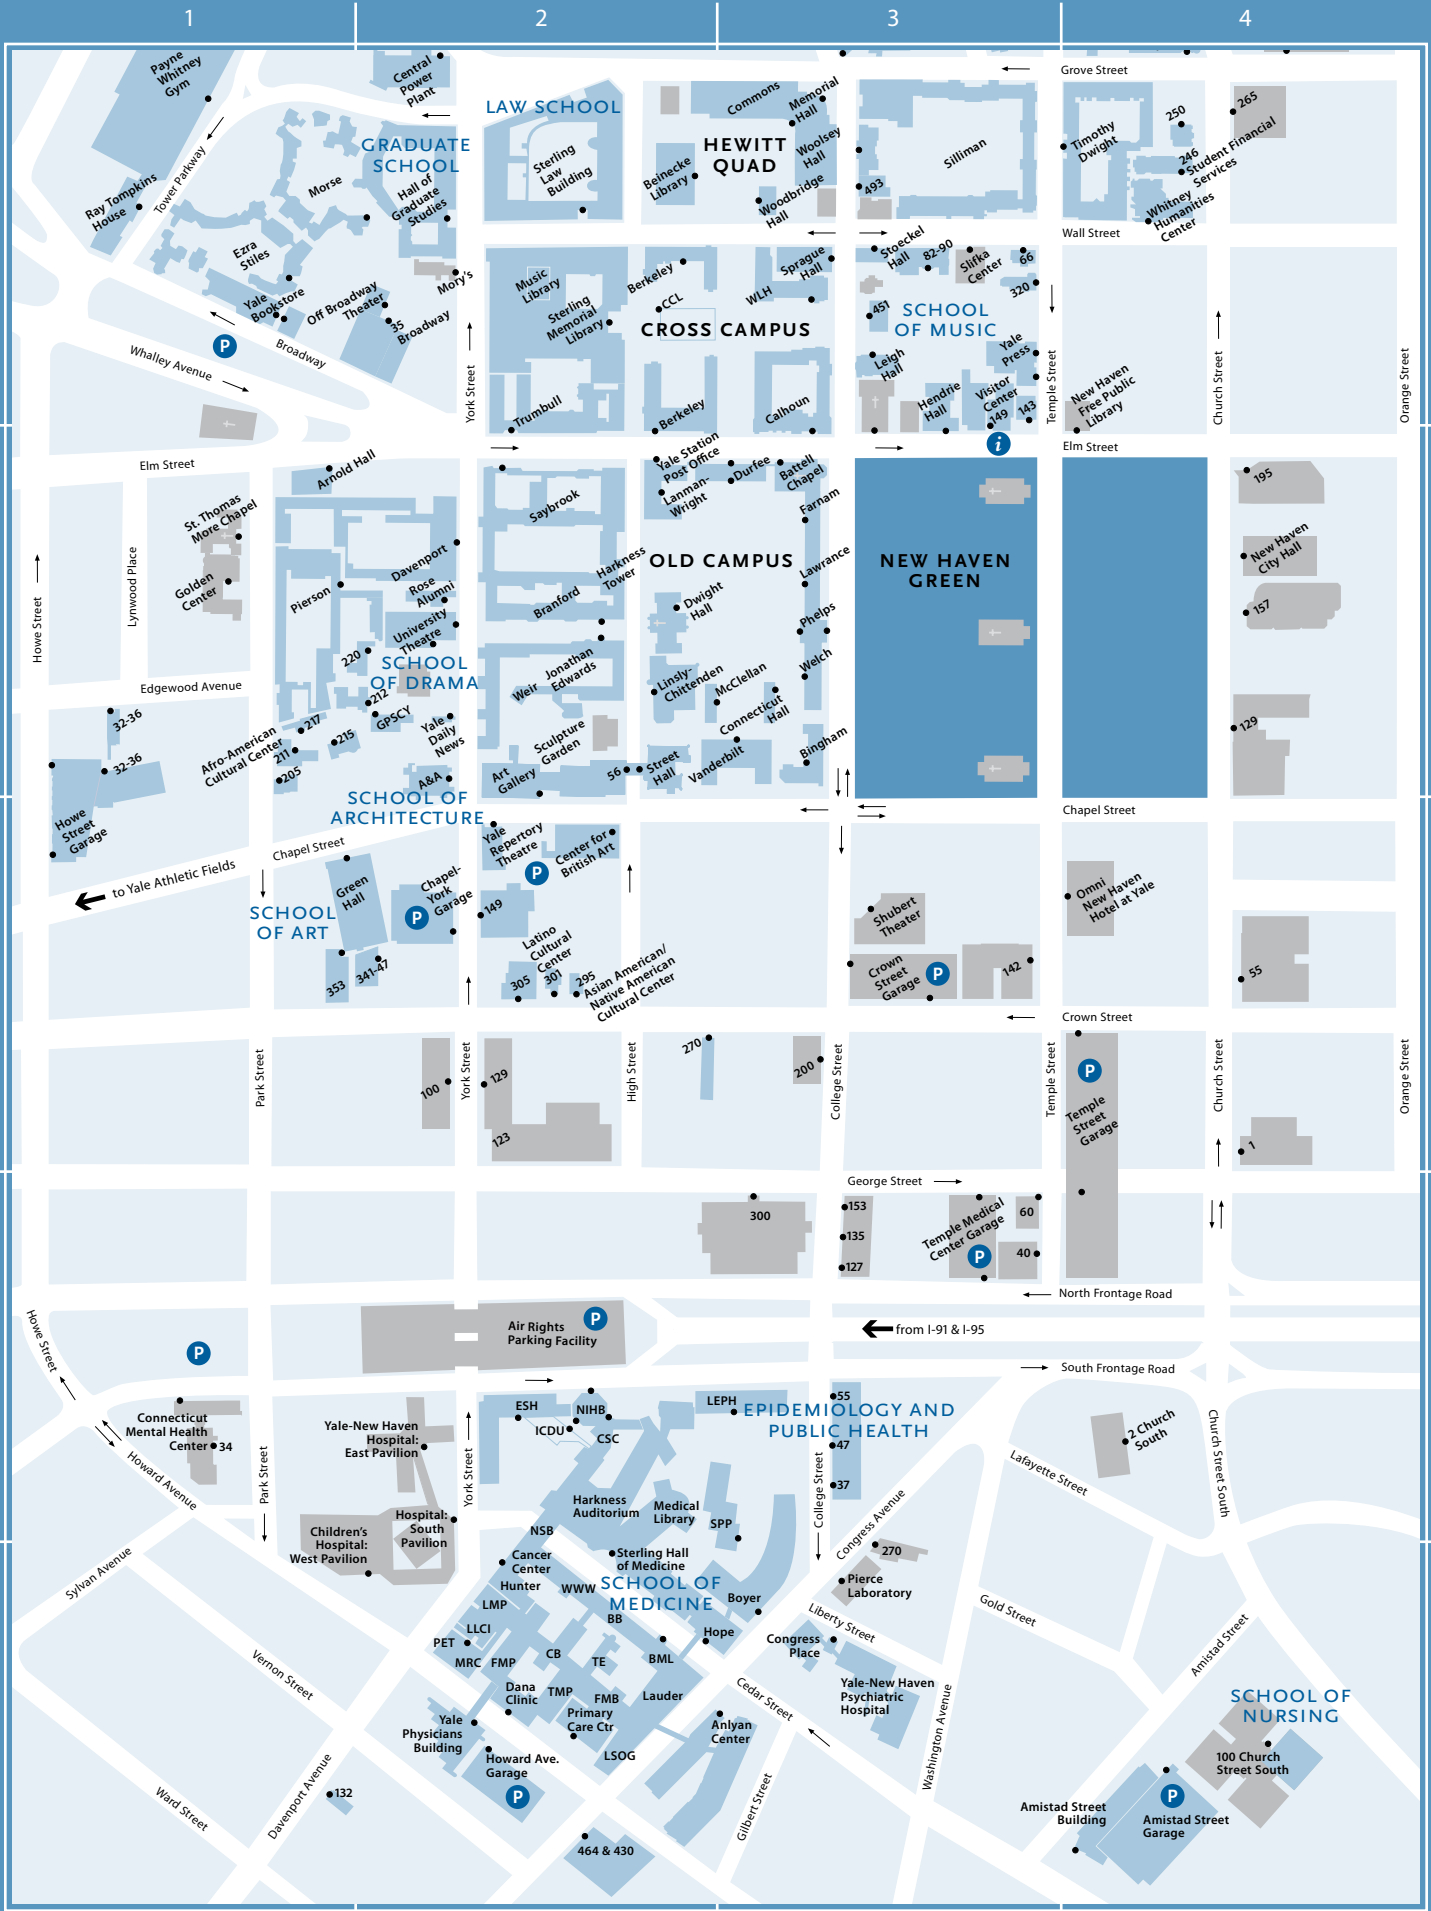 1
2
3
4
Payne
Whitney
Gym
Central
Power
Plant
LAW SCHOOL
Commons
Memorial
Hall
Grove Street
250
265
Tower Parkway
GRADUATE
SCHOOL
HEWITT
QUAD
Woolsey
Hall
Silliman
Timothy
Dwight
246
Student Financial
Services
Ray Tompkins
House
Morse
Hall of
Graduate
Studies
Sterling
Law
Building
Beinecke
Library
Woodbridge
Hall
493
Whitney
Humanities
Center
Wall Street
Ezra
Stiles
Mory's
Music
Library
Berkeley
Sprague
Hall
Stoeckel
Hall
82-90
Slifka
Center
66
Yale
Bookstore
Off Broadway
Theater
35
Broadway
Sterling
Memorial
Library
CCL
WLH
CROSS CAMPUS
451
SCHOOL
OF MUSIC
320
P
Broadway
Whalley Avenue
York Street
Leigh
Hall
Yale
Press
Temple Street
Church Street
Orange Street
Trumbull
Berkeley
Calhoun
Hendrie
Hall
Visitor
Center
149
143
New Haven
Free Public
Library
i
Elm Street
Elm Street
Arnold Hall
Yale Station
Post Office
Durfee
Battell
Chapel
Lanman-
Wright
Farnam
195
St. Thomas
More Chapel
Saybrook
OLD CAMPUS
NEW HAVEN
GREEN
New Haven
City Hall
Howe Street
Lynwood Place
Golden
Center
Davenport
Pierson
Rose
Alumni
Harkness
Tower
Branford
Lawrance
Dwight
Hall
157
University
Theatre
Phelps
220
SCHOOL
OF DRAMA
Jonathan
Edwards
Weir
Linsly-
Chittenden
McClellan
Welch
Edgewood Avenue
212
GPSCY
Connecticut
Hall
32-36
217
215
Yale
Daily
News
Sculpture
Garden
Vanderbilt
Bingham
129
Afro-American
Cultural Center
211
205
32-36
A&A
Art
Gallery
56
Street
Hall
SCHOOL OF
ARCHITECTURE
Chapel Street
Howe
Street
Garage
Chapel Street
Yale
Repertory
Theatre
Center for
British Art
P
to Yale Athletic Fields
Green
Hall
Chapel-
York
Garage
P
149
Shubert
Theater
Omni
New Haven
Hotel at Yale
SCHOOL
OF ART
353
341-47
Latino
Cultural
Center
305
301
295
Asian American/
Native American
Cultural Center
Crown
Street
Garage
P
142
55
Crown Street
Park Street
York Street
High Street
College Street
Temple Street
Church Street
Orange Street
100
129
123
270
200
P
Temple
Street
Garage
1
George Street
300
153
135
127
Temple Medical
Center Garage
P
60
40
North Frontage Road
Howe Street
Air Rights
Parking Facility
P
from I-91 & I-95
P
South Frontage Road
Connecticut
Mental Health
Center
34
Yale-New Haven
Hospital:
East Pavilion
ESH
NIHB
ICDU
CSC
LEPH
55
EPIDEMIOLOGY AND
PUBLIC HEALTH
47
37
2 Church
South
Howard Avenue
Park Street
York Street
College Street
Congress Avenue
Lafayette Street
Church Street South
Hospital:
South
Pavilion
Children's
Hospital:
West Pavilion
Harkness
Auditorium
Medical
Library
SPP
NSB
270
Sylvan Avenue
Cancer
Center
Sterling Hall
of Medicine
Hunter
WWW
SCHOOL OF
MEDICINE
Pierce
Laboratory
LMP
BB
Boyer
Liberty Street
Gold Street
Amistad Street
LLCI
PET
Hope
Congress
Place
MRC
FMP
CB
TE
BML
Vernon Street
Dana
Clinic
TMP
FMB
Lauder
Cedar Street
Yale-New Haven
Psychiatric
Hospital
Washington Avenue
SCHOOL OF
NURSING
Yale
Physicians
Building
Primary
Care Ctr
Anlyan
Center
LSOG
Howard Ave.
Garage
P
100 Church
Street South
Ward Street
Davenport Avenue
132
Gilbert Street
Amistad Street
Building
P
Amistad Street
Garage
464 & 430